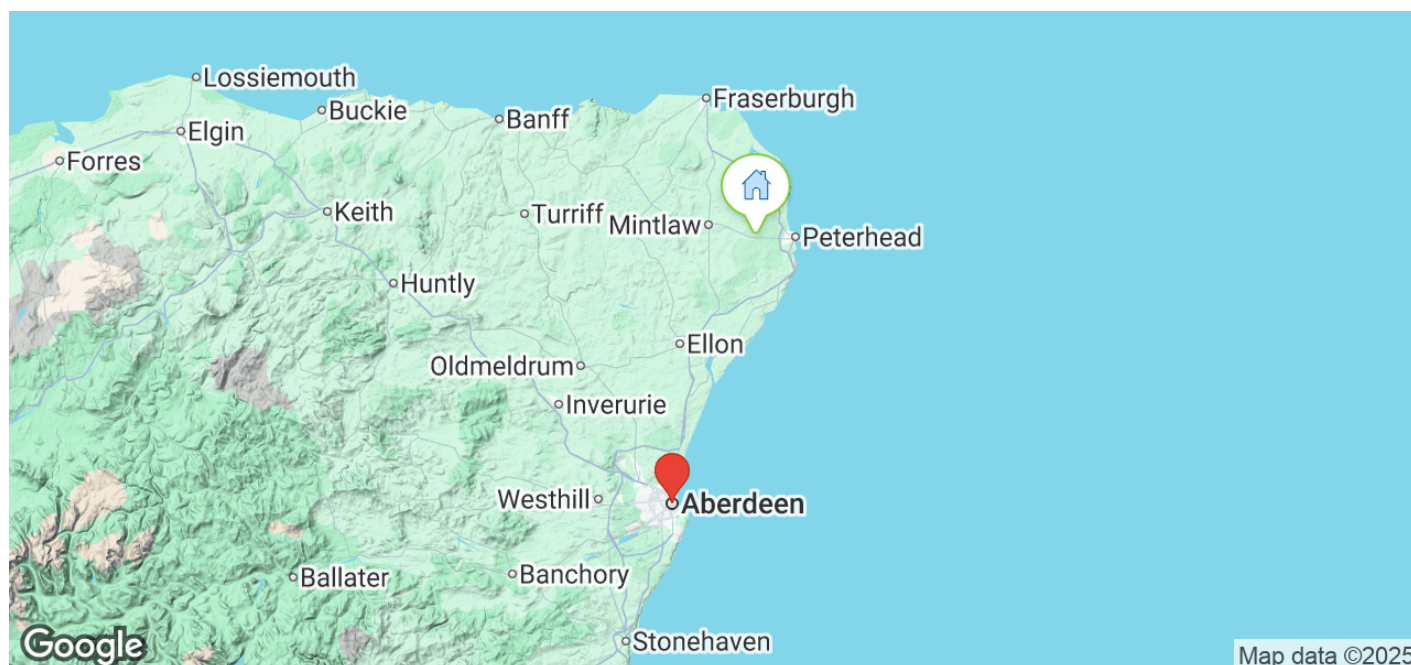 Lossiemouth
Fraserburgh
Buckie
Banff
Elgin
Forres
Keith
Turriff
Mintlaw
Peterhead
Huntly
Ellon
Oldmeldrum
Inverurie
Westhill
Aberdeen
Ballater
Banchory
Stonehaven
Google
Map data ©2025